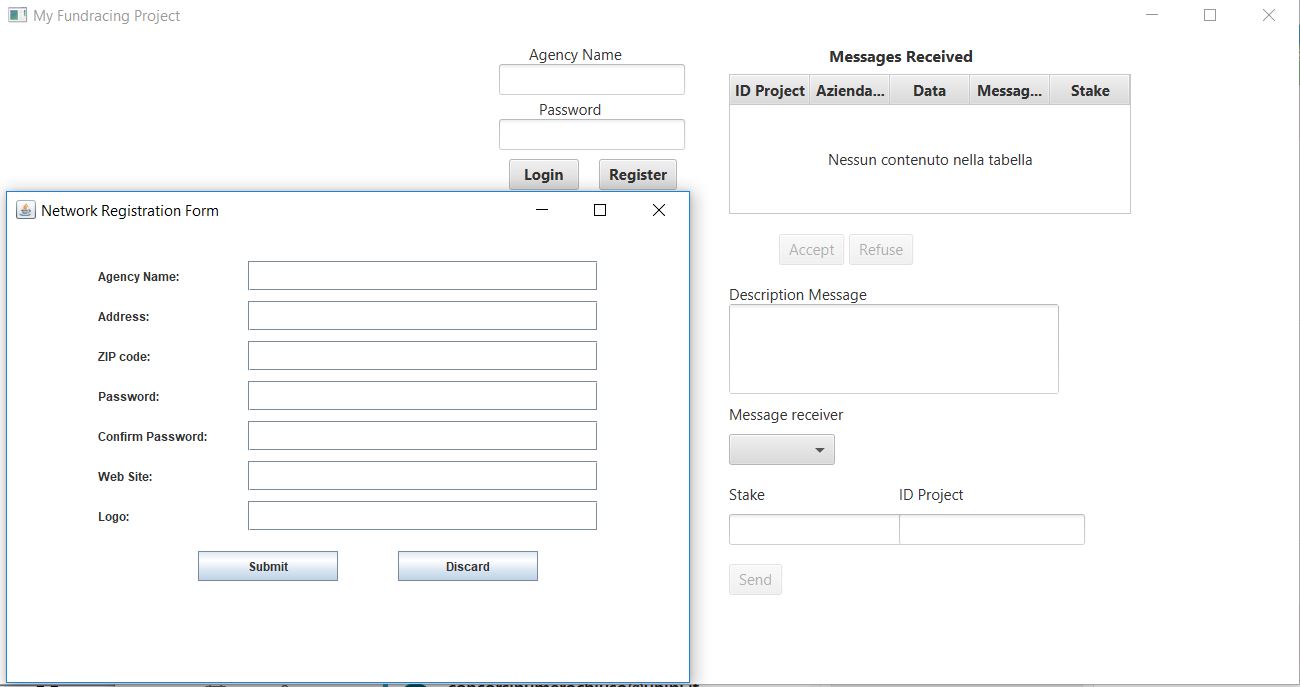 My Fundracing Project
Agency Name
Password
Login Register
Messages Received
ID Project Azienda... Data Messag... Stake
Nessun contenuto nella tabella
Accept Refuse
Description Message
Message receiver
Stake ID Project
Send
Network Registration Form
Agency Name:
Address:
ZIP code:
Password:
Confirm Password:
Web Site:
Logo:
Submit Discard